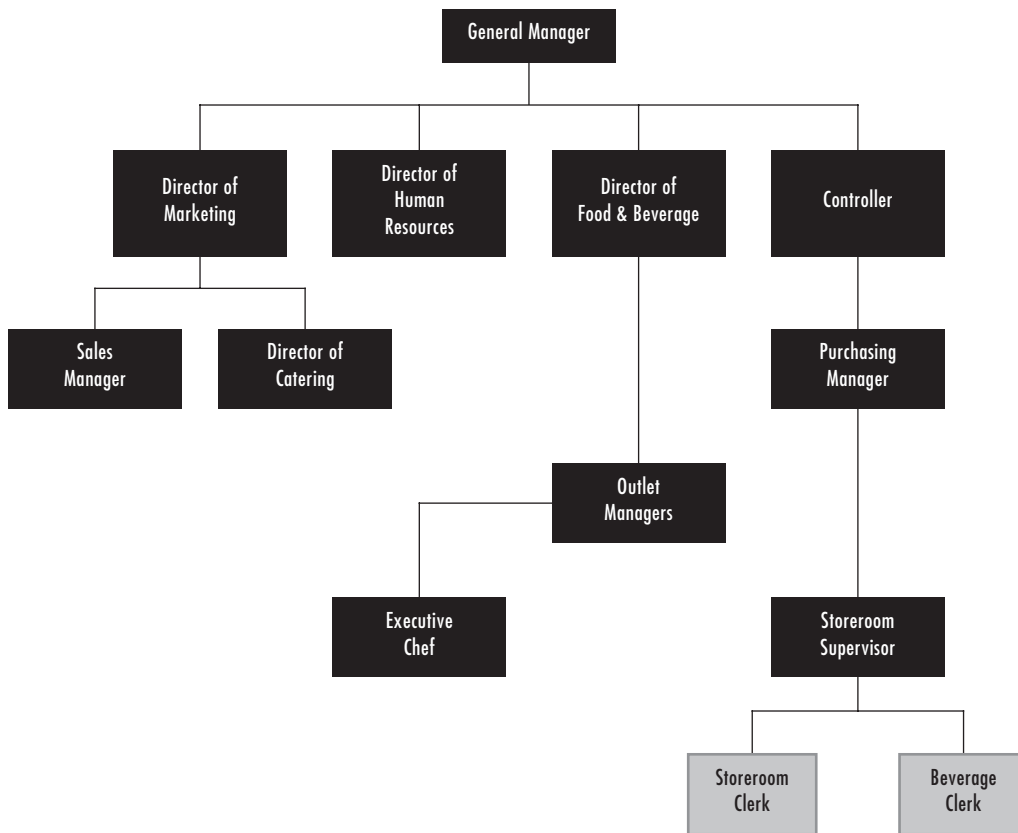 General Manager
Director of
Marketing
Director of
Human
Resources
Director of
Food & Beverage
Controller
Sales
Manager
Director of
Catering
Purchasing
Manager
Outlet
Managers
Executive
Chef
Storeroom
Supervisor
Storeroom
Clerk
Beverage
Clerk